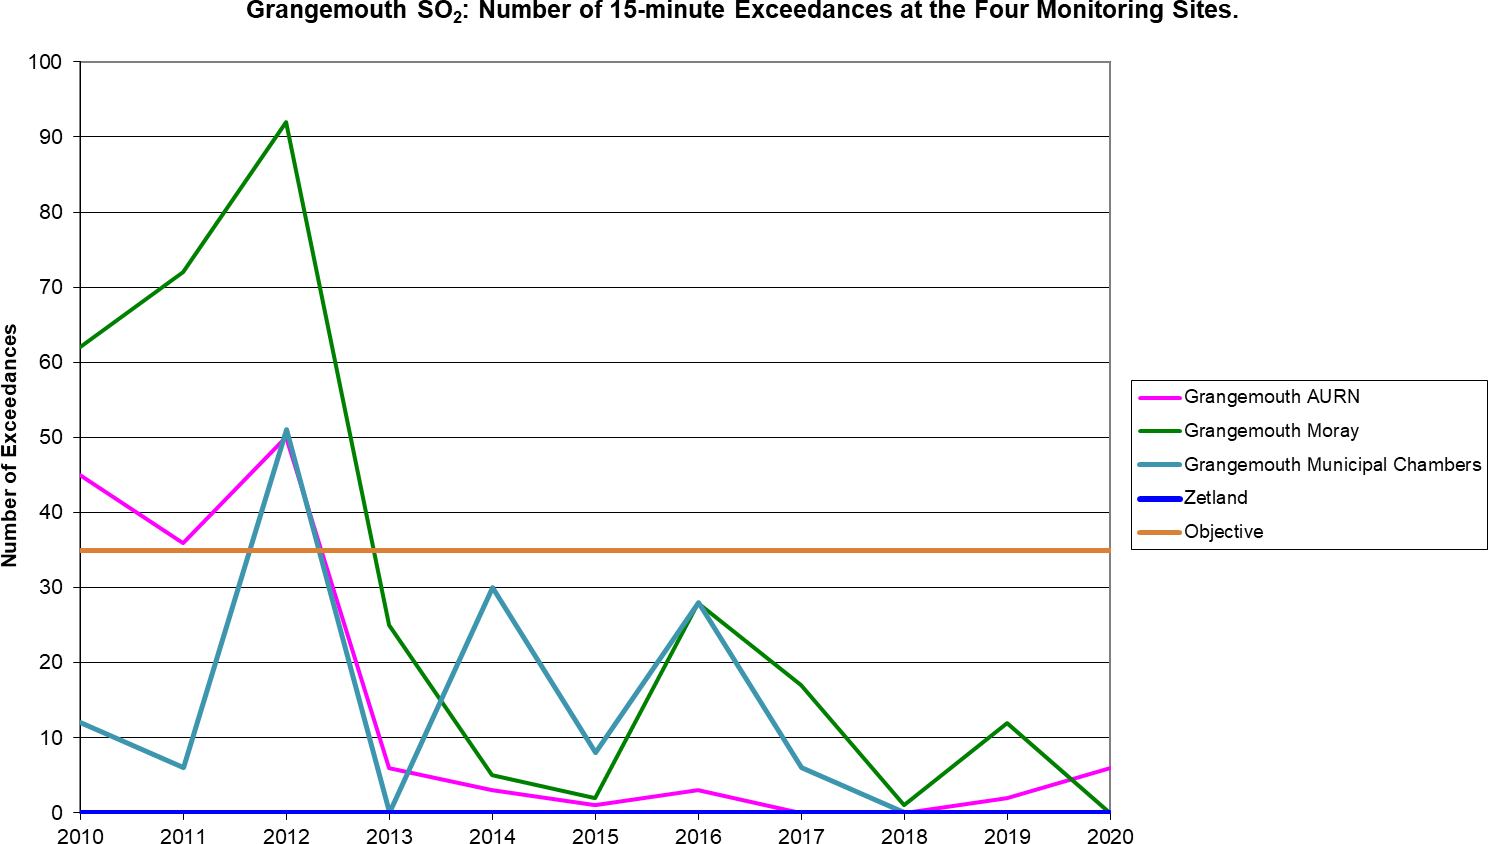 Grangemouth SO2: Number of 15-minute Exceedances at the Four Monitoring Sites.
Number of Exceedances
100
90
80
70
60
50
40
30
20
10
0
2010 2011 2012 2013 2014 2015 2016 2017 2018 2019 2020
Grangemouth AURN
Grangemouth Moray
Grangemouth Municipal Chambers
Zetland
Objective